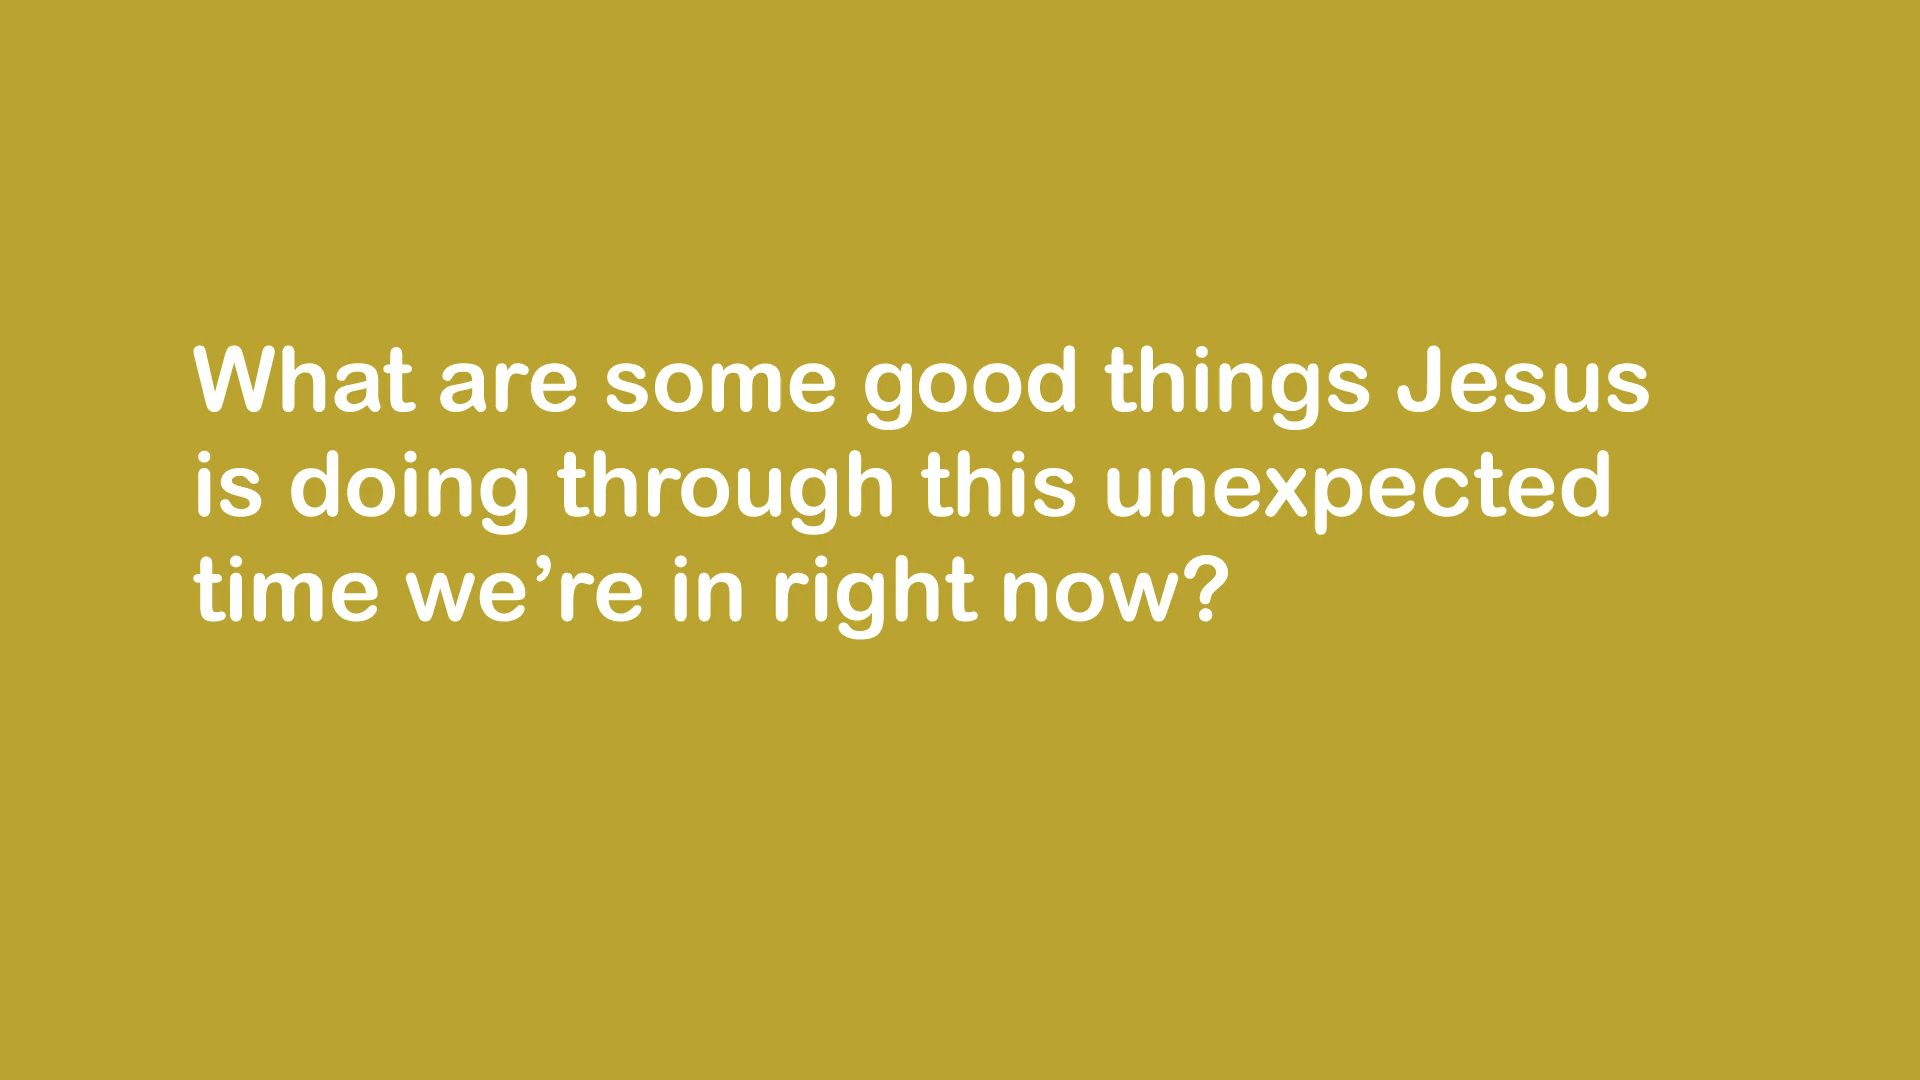 What are some good things Jesus
is doing through this unexpected
time we’re in right now?